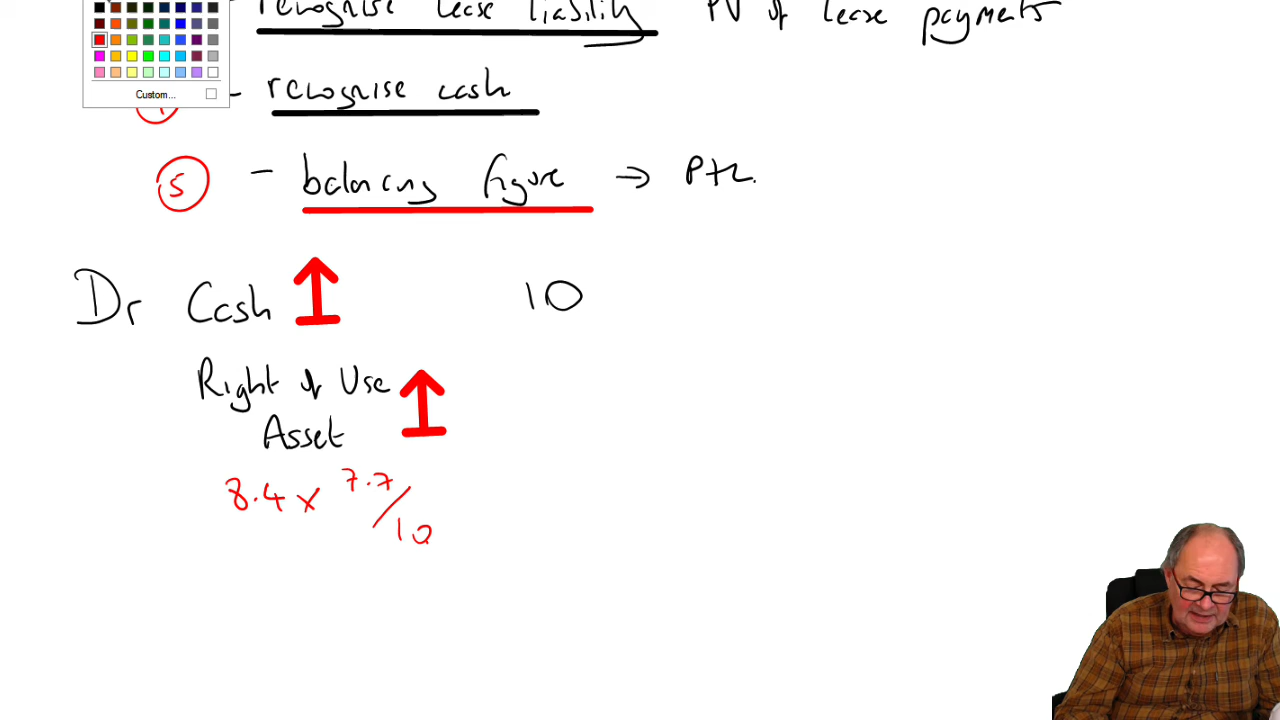 - recognise lease liability PV of lease payments
- recognise cash
5 - balancing figure → P+L.
Dr Cash 10
Right of Use
Asset
8.4 x 7.7/10
Custom...